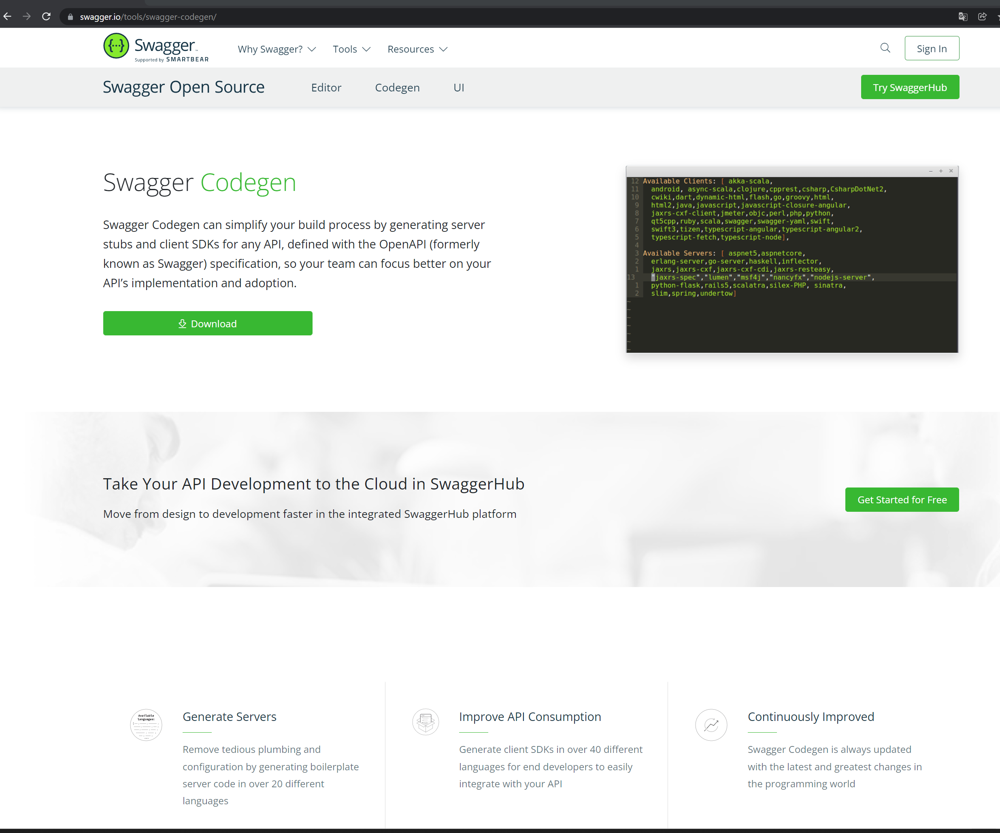 swagger.io/tools/swagger-codegen/
Swagger™
Supported by SMARTBEAR
Why Swagger?
Tools
Resources
Sign In
Swagger Open Source
Editor
Codegen
UI
Try SwaggerHub
Swagger Codegen
Swagger Codegen can simplify your build process by generating server
stubs and client SDKs for any API, defined with the OpenAPI (formerly
known as Swagger) specification, so your team can focus better on your
API’s implementation and adoption.
Download
12 Available Clients: [ akka-scala,
11 android, async-scala,clojure,cpprest,csharp,CsharpDotNet2,
10 cwiki,dart,dynamic-html,flash,go,groovy,html,
9 html2,java,javascript,javascript-closure-angular,
8 jaxrs-cxf-client,jmeter,objc,perl,php,python,
7 qt5cpp,ruby,scala,swagger,swagger-yaml,swift,
6 swift3,tizen,typescript-angular,typescript-angular2,
5 typescript-fetch,typescript-node],
4
3 Available Servers: [ aspnet5,aspnetcore,
2 erlang-server,go-server,haskell,inflector,
1 jaxrs,jaxrs-cxf,jaxrs-cxf-cdi,jaxrs-resteasy,
13 "jaxrs-spec","lumen","msf4j","nancyfx","nodejs-server",
1 python-flask,rails5,scalatra,silex-PHP, sinatra,
2 slim,spring,undertow]
~
~
~
~
~
~
~
Take Your API Development to the Cloud in SwaggerHub
Move from design to development faster in the integrated SwaggerHub platform
Get Started for Free
Available
languages:
Generate Servers
Remove tedious plumbing and
configuration by generating boilerplate
server code in over 20 different
languages
Improve API Consumption
Generate client SDKs in over 40 different
languages for end developers to easily
integrate with your API
Continuously Improved
Swagger Codegen is always updated
with the latest and greatest changes in
the programming world